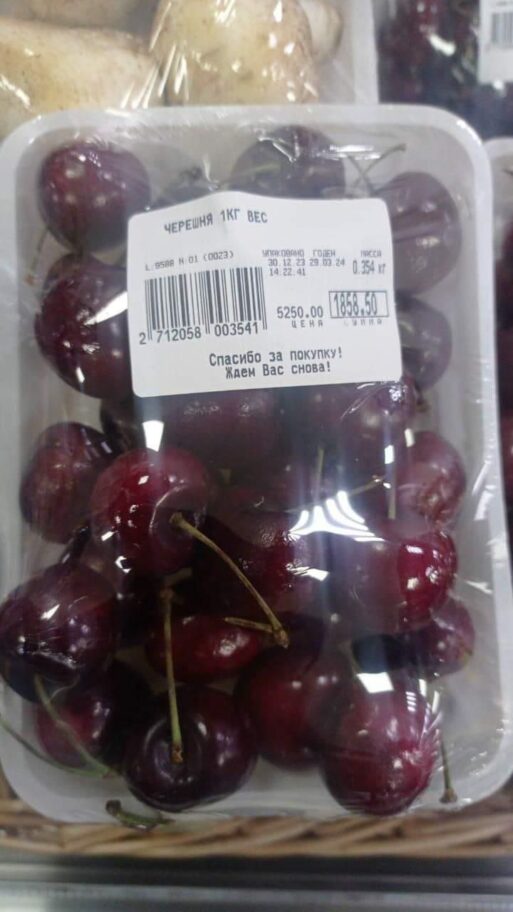 ЧЕРЕШНЯ 1КГ ВЕС
L:9588 N:01 (0023)
УПАКОВАНО ГОДЕН МАССА
30.12.23 29.03.24 0.354 кг
14:22:41
5250.00 1858.50
ЦЕНА СУММА
2 712058 003541
Спасибо за покупку!
Ждем Вас снова!